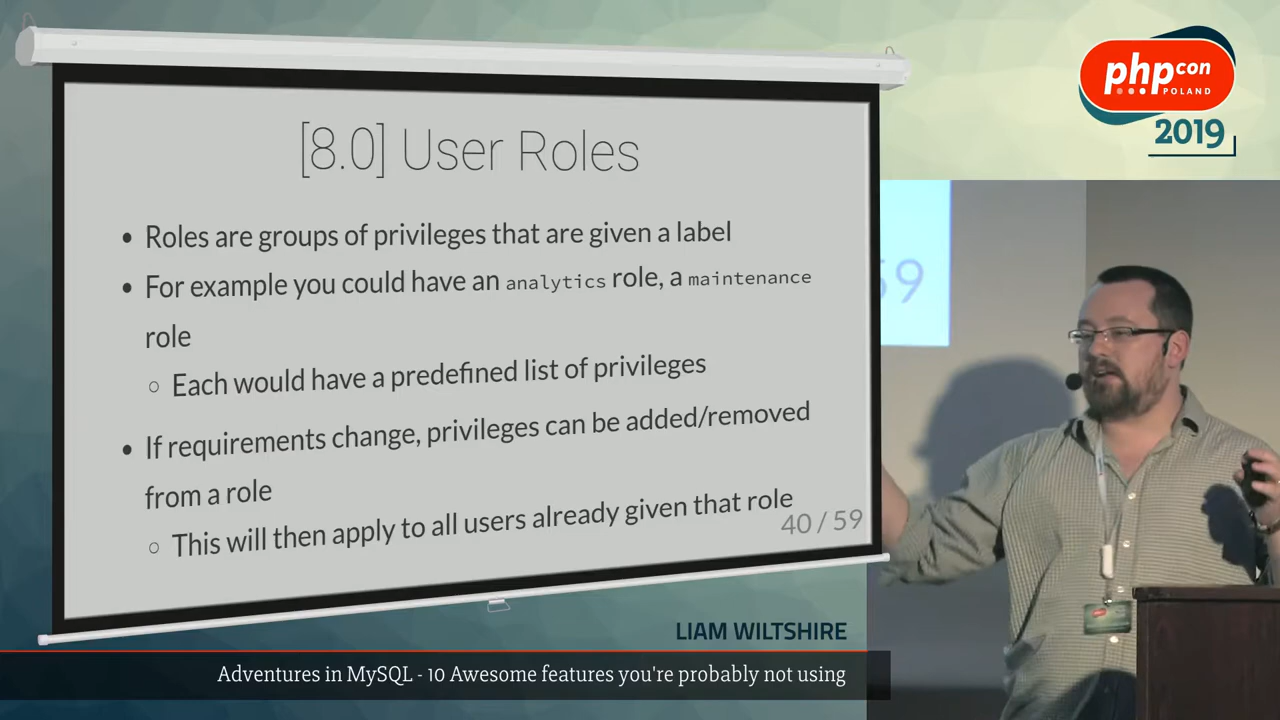 [8.0] User Roles
• Roles are groups of privileges that are given a label
• For example you could have an analytics role, a maintenance
role
○ Each would have a predefined list of privileges
• If requirements change, privileges can be added/removed
from a role
○ This will then apply to all users already given that role
40 / 59
phpcon
POLAND
2019
59
LIAM WILTSHIRE
Adventures in MySQL - 10 Awesome features you're probably not using